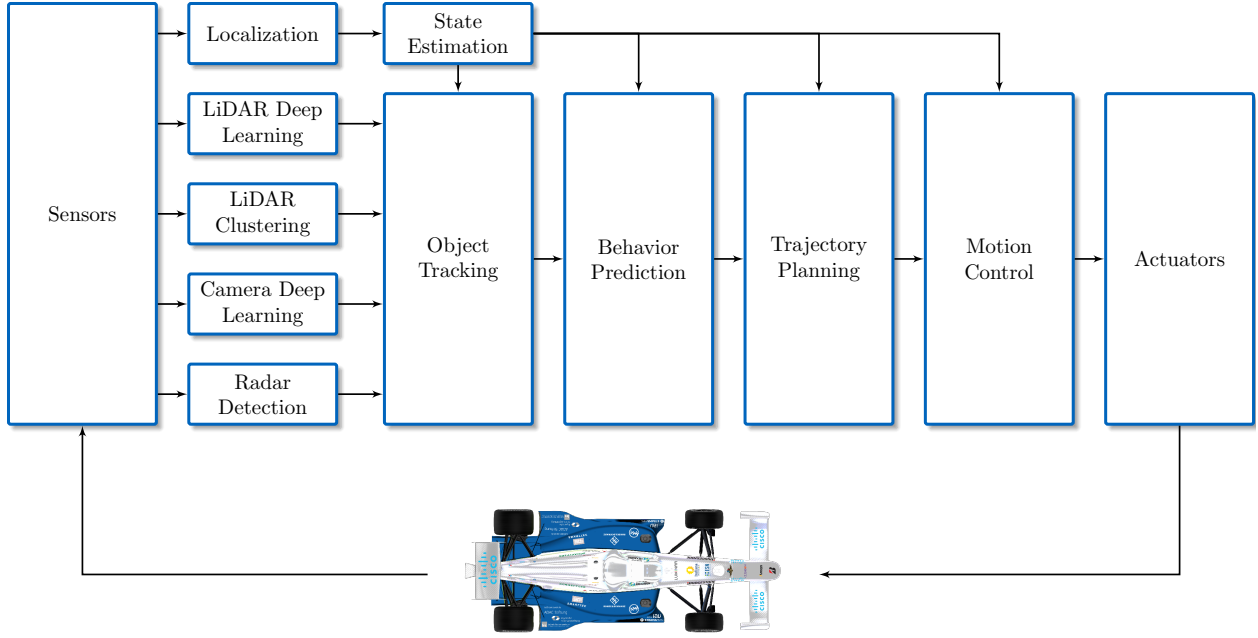 Sensors
Localization
State
Estimation
LiDAR Deep
Learning
LiDAR
Clustering
Camera Deep
Learning
Radar
Detection
Object
Tracking
Behavior
Prediction
Trajectory
Planning
Motion
Control
Actuators
CISCO
CISCO
CISCO